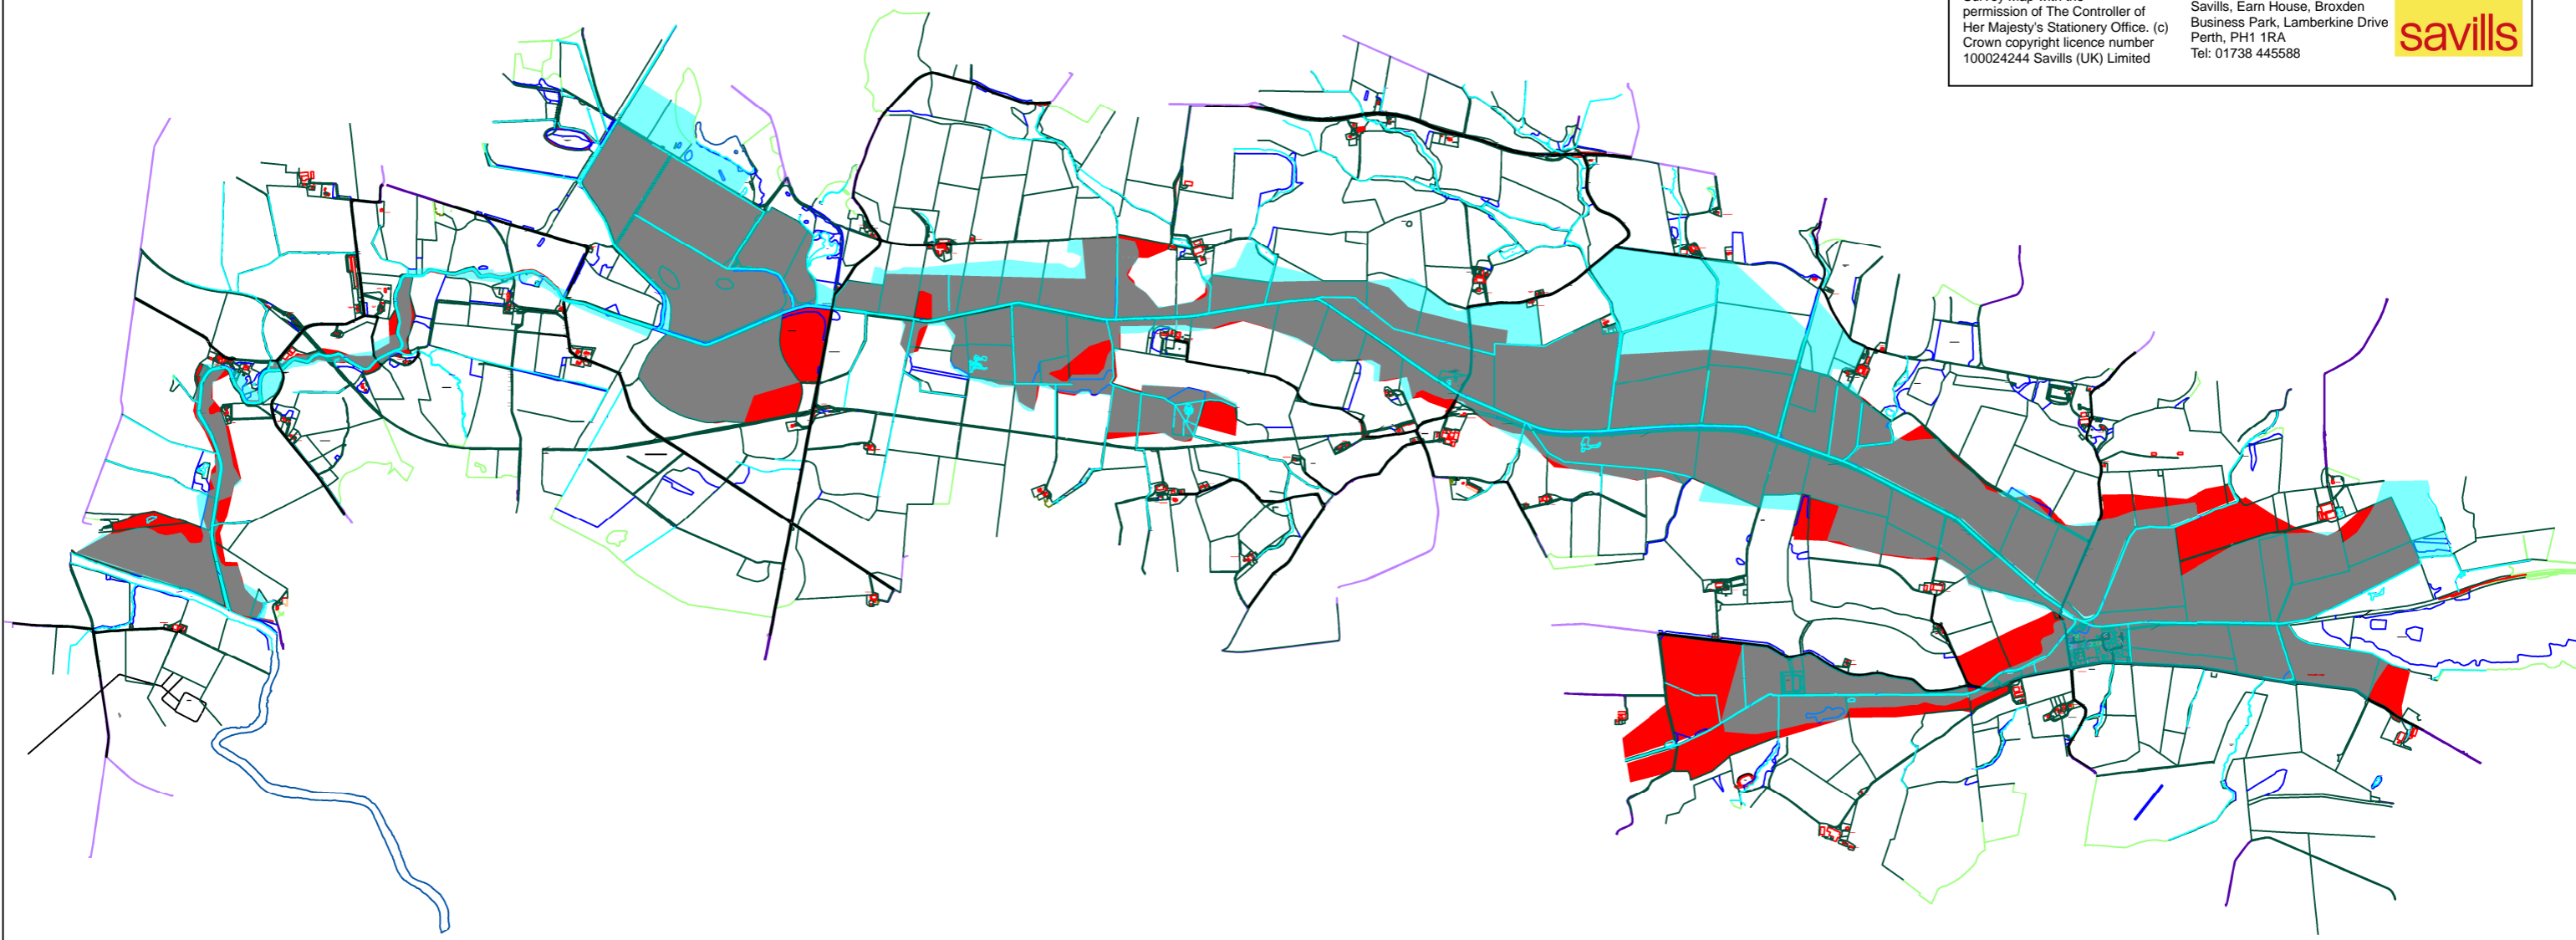 permission of The Controller of
Her Majesty's Stationery Office. (c)
Crown copyright licence number
100024244 Savills (UK) Limited
Savills, Earn House, Broxden
Business Park, Lamberkine Drive
Perth, PH1 1RA
Tel: 01738 445588
savills